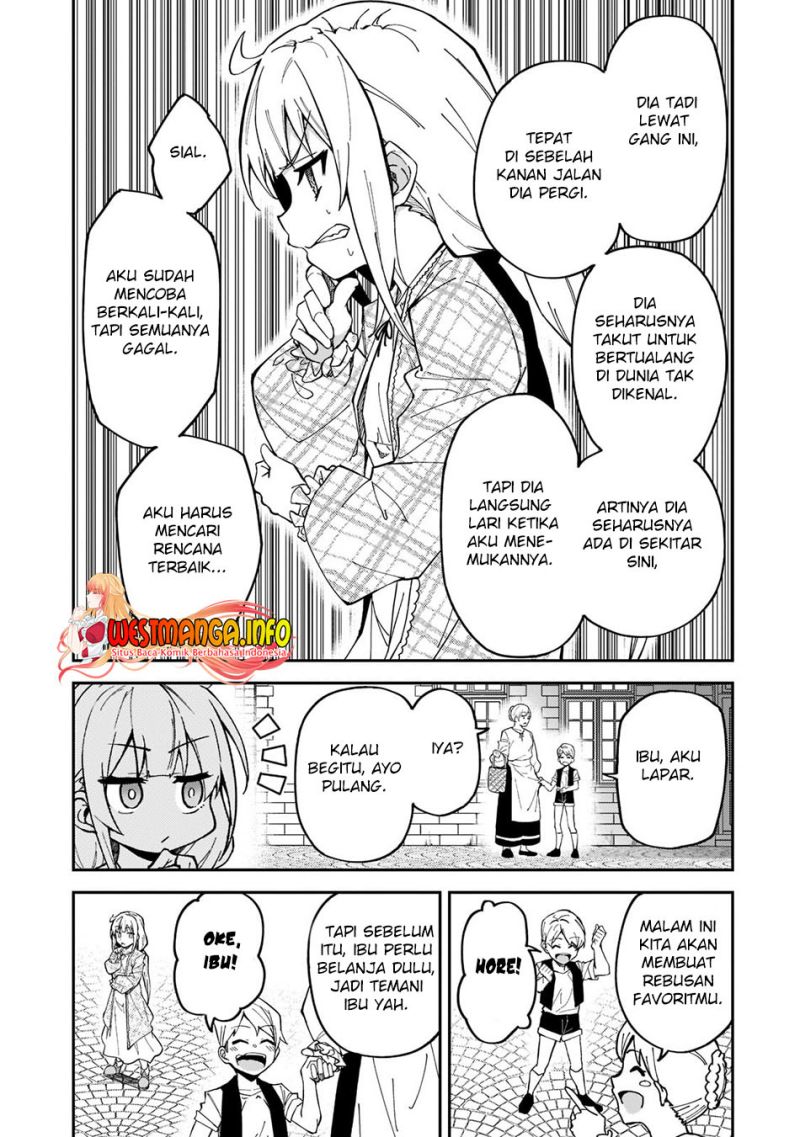 DIA TADI
LEWAT
GANG INI,
TEPAT
DI SEBELAH
KANAN JALAN
DIA PERGI.
DIA
SEHARUSNYA
TAKUT UNTUK
BERTUALANG
DI DUNIA TAK
DIKENAL.
ARTINYA DIA
SEHARUSNYA
ADA DI SEKITAR
SINI,
TAPI DIA
LANGSUNG
LARI KETIKA
AKU MENE-
MUKANNYA.
SIAL.
AKU SUDAH
MENCOBA
BERKALI-KALI,
TAPI SEMUANYA
GAGAL.
AKU HARUS
MENCARI
RENCANA
TERBAIK...
WESTMANGA.INFO
Situs Baca Komik Berbahasa Indonesia
IBU, AKU
LAPAR.
IYA?
KALAU
BEGITU, AYO
PULANG.
MALAM INI
KITA AKAN
MEMBUAT
REBUSAN
FAVORITMU.
HORE!
TAPI SEBELUM
ITU, IBU PERLU
BELANJA DULU,
JADI TEMANI
IBU YAH.
OKE,
IBU!